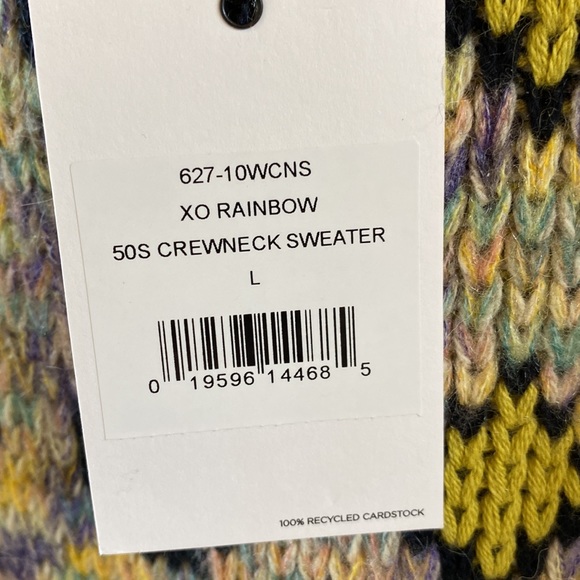 627-10WCNS
XO RAINBOW
50S CREWNECK SWEATER
L
0 19596 14468 5
100% RECYCLED CARDSTOCK